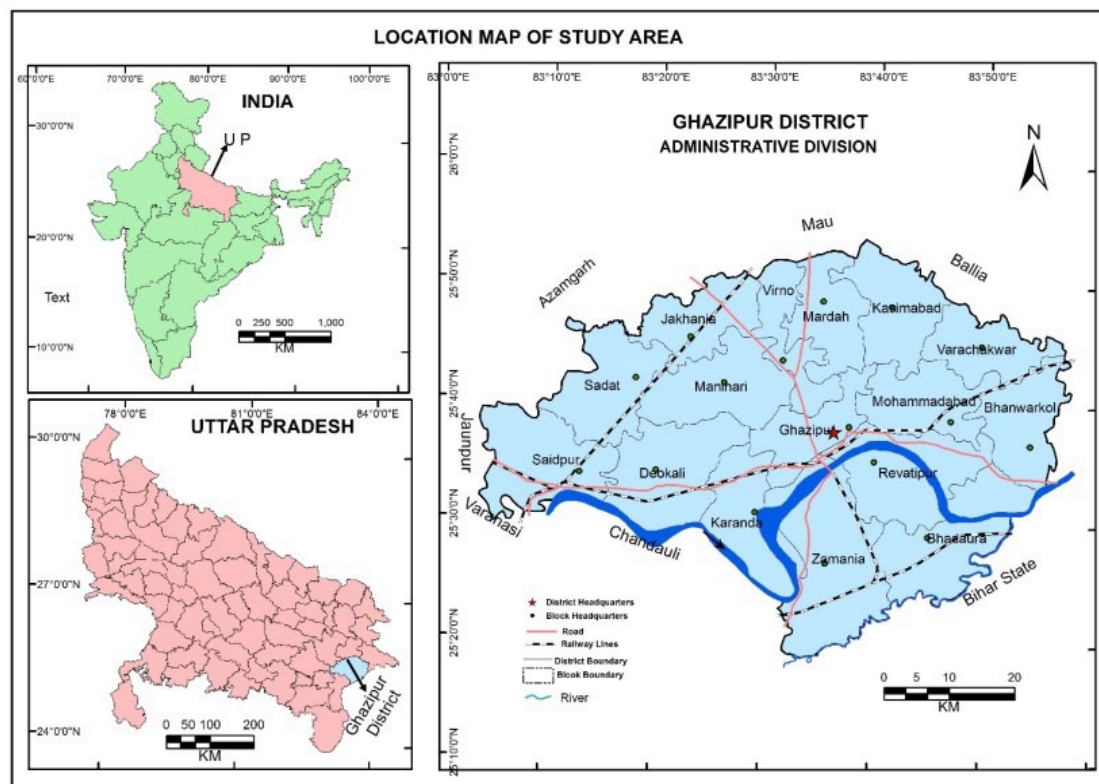 LOCATION MAP OF STUDY AREA
60°0'0"N 70°0'0"N 80°0'0"N 90°0'0"N 100°0'0"N
INDIA
U P
30°0'0"N
20°0'0"N
10°0'0"N
Text
0 250 500 1,000
KM
78°0'0"N 81°0'0"N 84°0'0"N
UTTAR PRADESH
30°0'0"N
27°0'0"N
24°0'0"N
Ghazipur
District
0 50 100 200
KM
83°0'0"N 83°10'0"N 83°20'0"N 83°30'0"N 83°40'0"N 83°50'0"N
GHAZIPUR DISTRICT
ADMINISTRATIVE DIVISION
N
26°0'0"N
25°50'0"N
25°40'0"N
25°30'0"N
25°20'0"N
25°10'0"N
Mau
Azamgarh
Ballia
Virno
Mardah
Kasimabad
Jakhania
Varachakwar
Sadat
Manihari
Mohammadabad
Bhanwarkol
Jaunpur
Ghazipur
Saidpur
Deokali
Revatipur
Varanasi
Karanda
Chandauli
Zamania
Bhadaura
Bihar State
District Headquarters
Block Headquarters
Road
Railway Lines
District Boundary
Block Boundary
River
0 5 10 20
KM